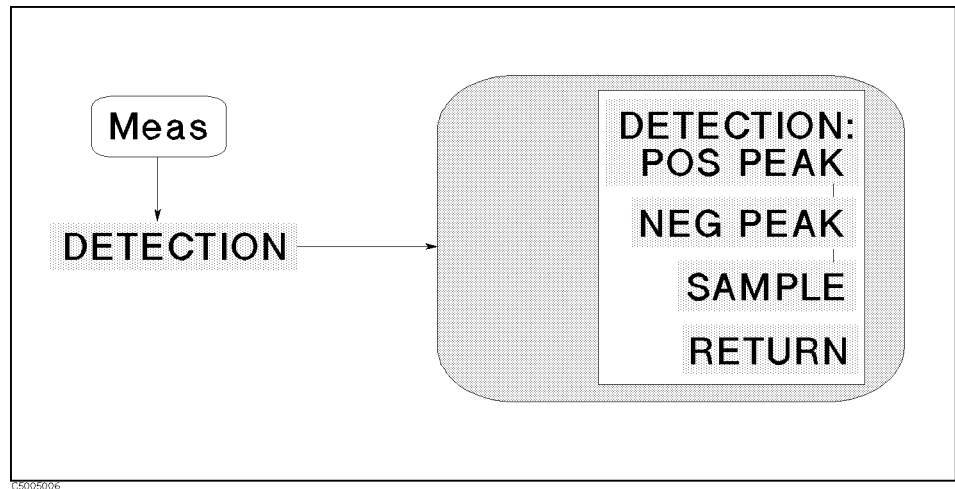 Meas
DETECTION
DETECTION:
POS PEAK
NEG PEAK
SAMPLE
RETURN
C5005006